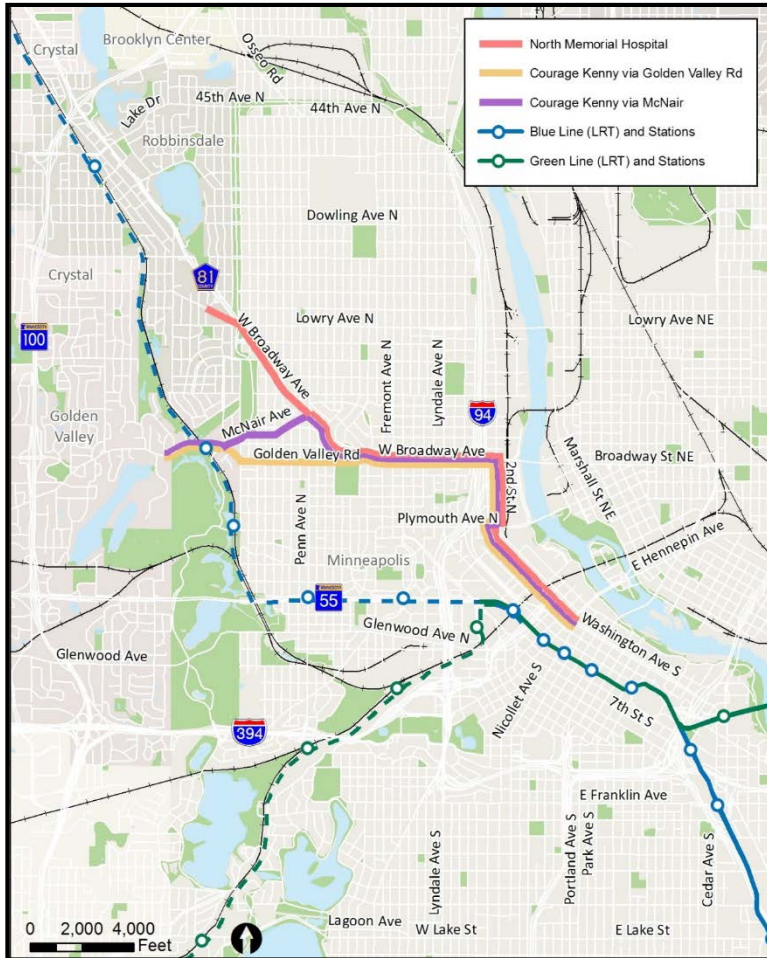 Crystal
Brooklyn Center
Osseo Rd
North Memorial Hospital
Courage Kenny via Golden Valley Rd
Courage Kenny via McNair
Blue Line (LRT) and Stations
Green Line (LRT) and Stations
Lake Dr
45th Ave N
44th Ave N
Robbinsdale
Dowling Ave N
Crystal
81
COUNTY
MINNESOTA
100
W Broadway Ave
Lowry Ave N
Lowry Ave NE
Fremont Ave N
Lyndale Ave N
94
Golden
Valley
McNair Ave
Golden Valley Rd
W Broadway Ave
2nd St N
Marshall St NE
Broadway St NE
Penn Ave N
Plymouth Ave N
E Hennepin Ave
Minneapolis
MINNESOTA
55
Glenwood Ave N
Washington Ave S
Glenwood Ave
Nicollet Ave S
7th St S
394
E Franklin Ave
Lyndale Ave S
Portland Ave S
Park Ave S
Cedar Ave S
Lagoon Ave
W Lake St
E Lake St
0 2,000 4,000
Feet